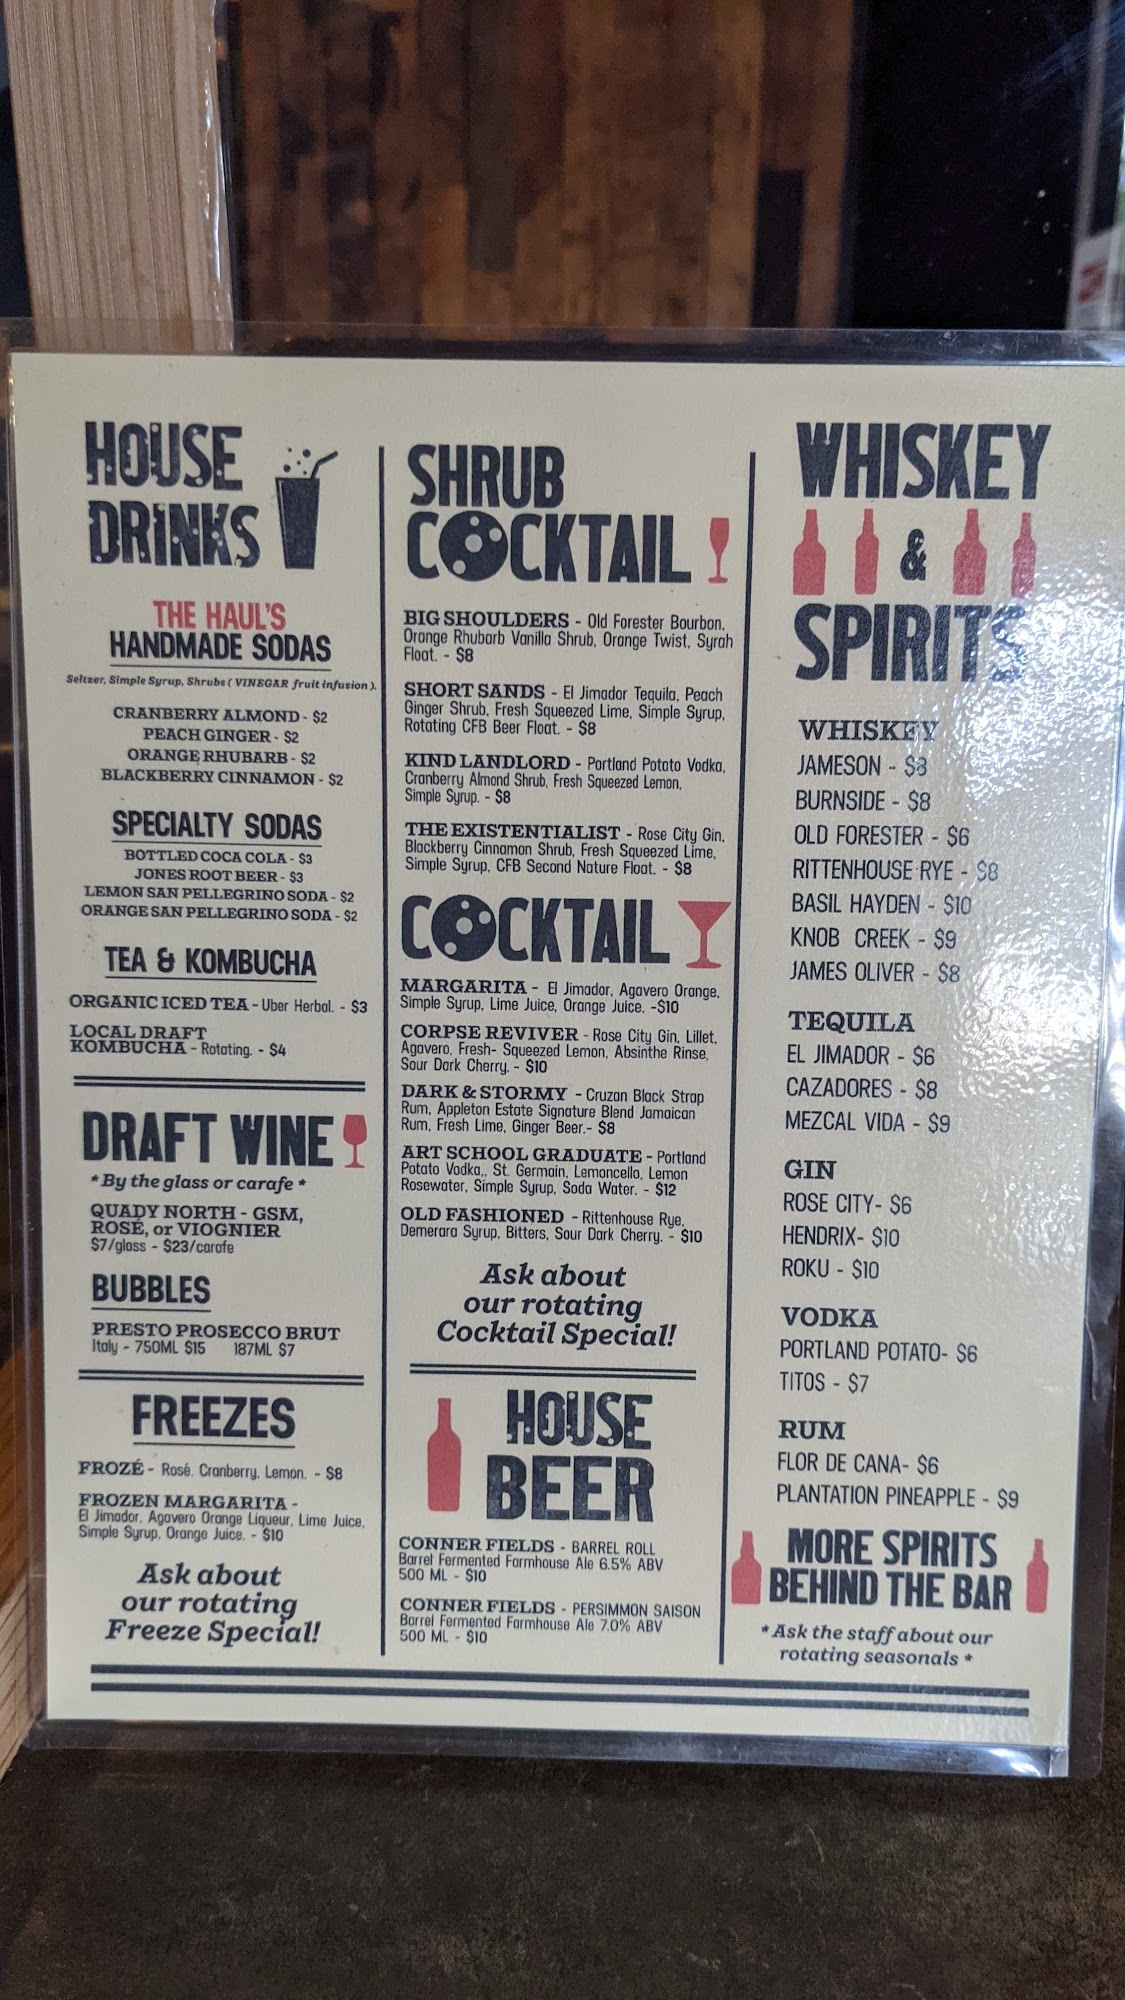 HOUSE
DRINKS
THE HAUL'S
HANDMADE SODAS
Seltzer, Simple Syrup, Shrubs ( VINEGAR fruit infusion ).
CRANBERRY ALMOND - $2
PEACH GINGER - $2
ORANGE RHUBARB - $2
BLACKBERRY CINNAMON - $2
SPECIALTY SODAS
BOTTLED COCA COLA - $3
JONES ROOT BEER - $3
LEMON SAN PELLEGRINO SODA - $2
ORANGE SAN PELLEGRINO SODA - $2
TEA & KOMBUCHA
ORGANIC ICED TEA - Uber Herbal. - $3
LOCAL DRAFT
KOMBUCHA - Rotating. - $4
DRAFT WINE
*By the glass or carafe *
QUADY NORTH - GSM,
ROSÉ, or VIOGNIER
$7/glass - $23/carafe
BUBBLES
PRESTO PROSECCO BRUT
Italy - 750ML $15 187ML $7
FREEZES
FROZÉ - Rosé, Cranberry, Lemon. - $8
FROZEN MARGARITA -
El Jimador, Agavero Orange Liqueur, Lime Juice,
Simple Syrup, Orange Juice. - $10
Ask about
our rotating
Freeze Special!
SHRUB
COCKTAIL
BIG SHOULDERS - Old Forester Bourbon,
Orange Rhubarb Vanilla Shrub, Orange Twist, Syrah
Float. - $8
SHORT SANDS - El Jimador Tequila, Peach
Ginger Shrub, Fresh Squeezed Lime, Simple Syrup,
Rotating CFB Beer Float. - $8
KIND LANDLORD - Portland Potato Vodka,
Cranberry Almond Shrub, Fresh Squeezed Lemon,
Simple Syrup. - $8
THE EXISTENTIALIST - Rose City Gin,
Blackberry Cinnamon Shrub, Fresh Squeezed Lime,
Simple Syrup, CFB Second Nature Float. - $8
COCKTAIL
MARGARITA - El Jimador, Agavero Orange,
Simple Syrup, Lime Juice, Orange Juice. -$10
CORPSE REVIVER - Rose City Gin, Lillet,
Agavero, Fresh- Squeezed Lemon, Absinthe Rinse,
Sour Dark Cherry. - $10
DARK & STORMY - Cruzan Black Strap
Rum, Appleton Estate Signature Blend Jamaican
Rum, Fresh Lime, Ginger Beer.- $8
ART SCHOOL GRADUATE - Portland
Potato Vodka,, St. Germain, Lemoncello, Lemon
Rosewater, Simple Syrup, Soda Water. - $12
OLD FASHIONED - Rittenhouse Rye,
Demerara Syrup, Bitters, Sour Dark Cherry. - $10
Ask about
our rotating
Cocktail Special!
HOUSE
BEER
CONNER FIELDS - BARREL ROLL
Barrel Fermented Farmhouse Ale 6.5% ABV
500 ML - $10
CONNER FIELDS - PERSIMMON SAISON
Barrel Fermented Farmhouse Ale 7.0% ABV
500 ML - $10
WHISKEY
&
SPIRITS
WHISKEY
JAMESON - $8
BURNSIDE - $8
OLD FORESTER - $6
RITTENHOUSE RYE - $8
BASIL HAYDEN - $10
KNOB CREEK - $9
JAMES OLIVER - $8
TEQUILA
EL JIMADOR - $6
CAZADORES - $8
MEZCAL VIDA - $9
GIN
ROSE CITY- $6
HENDRIX- $10
ROKU - $10
VODKA
PORTLAND POTATO- $6
TITOS - $7
RUM
FLOR DE CANA- $6
PLANTATION PINEAPPLE - $9
MORE SPIRITS
BEHIND THE BAR
*Ask the staff about our
rotating seasonals *